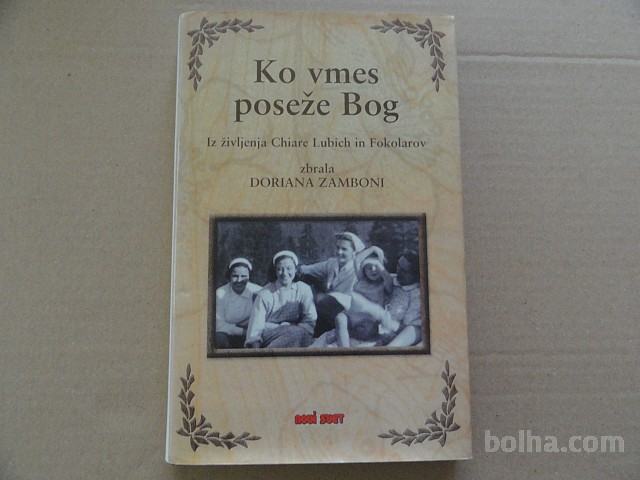 Ko vmes
poseže Bog
Iz življenja Chiare Lubich in Fokolarov
zbrala
DORIANA ZAMBONI
NOVI SVET
bolha.com